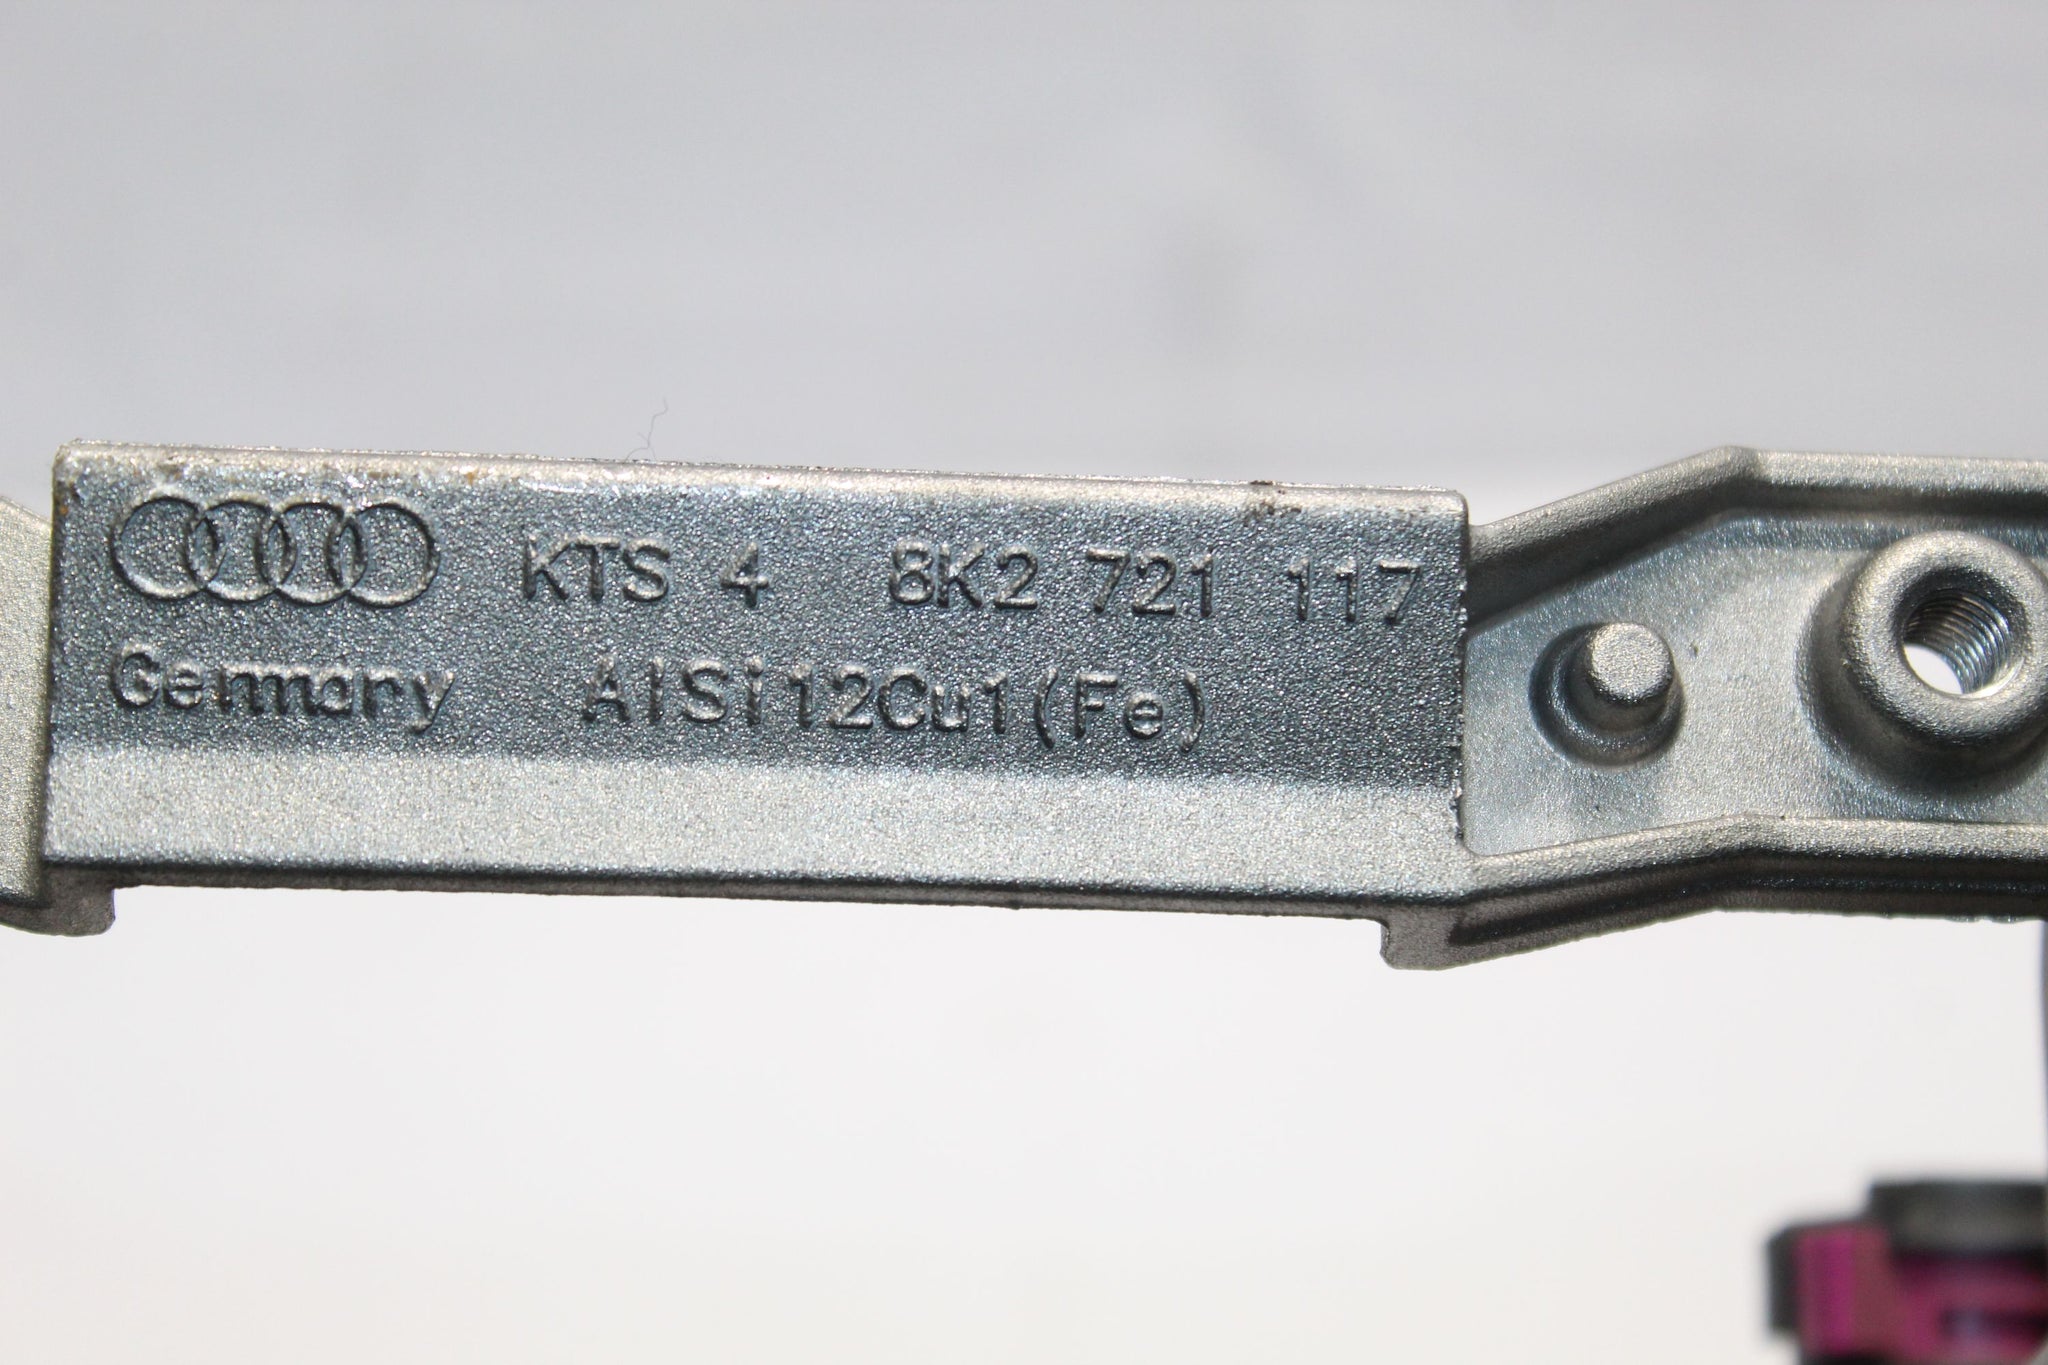 KTS 4 8K2 721 117
Germany AlSi12Cu1(Fe)